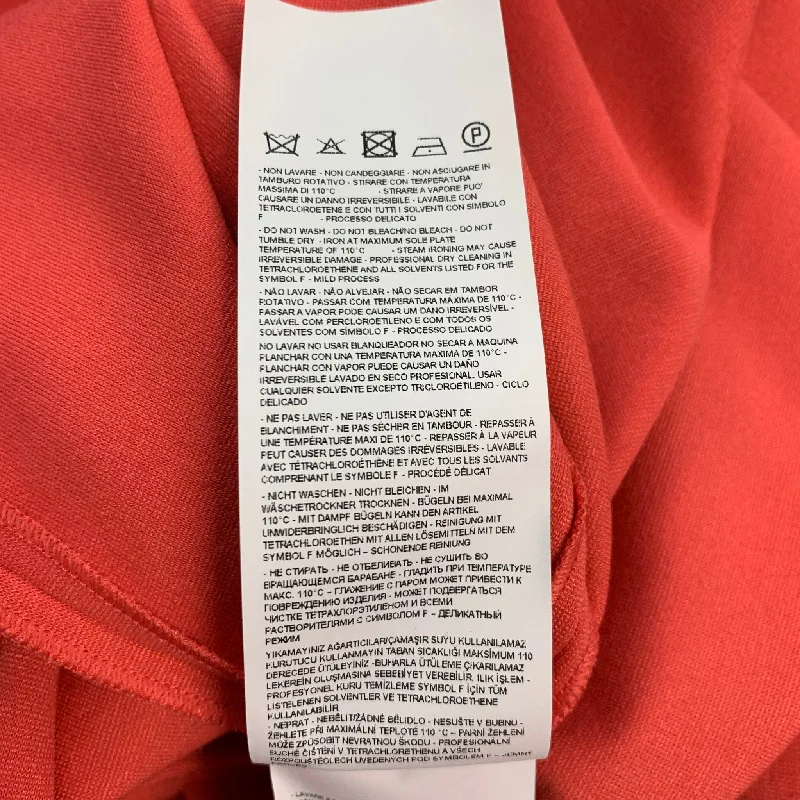 P
- NON LAVARE - NON CANDEGGIARE - NON ASCIUGARE IN
TAMBURO ROTATIVO - STIRARE CON TEMPERATURA
MASSIMA DI 110°C - STIRARE A VAPORE PUO'
CAUSARE UN DANNO IRREVERSIBILE - LAVABILE CON
TETRACLOROETENE E CON TUTTI I SOLVENTI CON SIMBOLO
F - PROCESSO DELICATO
- DO NOT WASH - DO NOT BLEACH/NO BLEACH - DO NOT
TUMBLE DRY - IRON AT MAXIMUM SOLE PLATE
TEMPERATURE OF 110°C - STEAM IRONING MAY CAUSE
IRREVERSIBLE DAMAGE - PROFESSIONAL DRY CLEANING IN
TETRACHLOROETHENE AND ALL SOLVENTS LISTED FOR THE
SYMBOL F - MILD PROCESS
- NÃO LAVAR - NÃO ALVEJAR - NÃO SECAR EM TAMBOR
ROTATIVO - PASSAR COM TEMPERATURA MÁXIMA DE 110°C -
PASSAR A VAPOR PODE CAUSAR UM DANO IRREVERSÍVEL -
LAVÁVEL COM PERCLOROETILENO E COM TODOS OS
SOLVENTES COM SÍMBOLO F - PROCESSO DELICADO
NO LAVAR NO USAR BLANQUEADOR NO SECAR A MAQUINA
PLANCHAR CON UNA TEMPERATURA MAXIMA DE 110°C -
PLANCHAR CON VAPOR PUEDE CAUSAR UN DAÑO
IRREVERSIBLE LAVADO EN SECO PROFESIONAL. USAR
CUALQUIER SOLVENTE EXCEPTO TRICLOROETILENO - CICLO
DELICADO
- NE PAS LAVER - NE PAS UTILISER D'AGENT DE
BLANCHIMENT - NE PAS SÉCHER EN TAMBOUR - REPASSER À
UNE TEMPÉRATURE MAXI DE 110°C - REPASSER À LA VAPEUR
PEUT CAUSER DES DOMMAGES IRRÉVERSIBLES - LAVABLE
AVEC TÉTRACHLOROÉTHÈNE ET AVEC TOUS LES SOLVANTS
COMPRENANT LE SYMBOLE F - PROCÉDÉ DÉLICAT
- NICHT WASCHEN - NICHT BLEICHEN - IM
WÄSCHETROCKNER TROCKNEN - BÜGELN BEI MAXIMAL
110°C - MIT DAMPF BÜGELN KANN DEN ARTIKEL
UNWIDERBRINGLICH BESCHÄDIGEN - REINIGUNG MIT
TETRACHLOROETHEN MIT ALLEN LÖSEMITTELN MIT DEM
SYMBOL F MÖGLICH – SCHONENDE REINIUNG
- НЕ СТИРАТЬ - НЕ ОТБЕЛИВАТЬ - НЕ СУШИТЬ ВО
ВРАЩАЮЩЕМСЯ БАРАБАНЕ - ГЛАДИТЬ ПРИ ТЕМПЕРАТУРЕ
МАКС. 110°C – ГЛАЖЕНИЕ С ПАРОМ МОЖЕТ ПРИВЕСТИ К
ПОВРЕЖДЕНИЮ ИЗДЕЛИЯ - МОЖЕТ ПОДВЕРГАТЬСЯ
ЧИСТКЕ ТЕТРАХЛОРЭТИЛЕНОМ И ВСЕМИ
РАСТВОРИТЕЛЯМИ С СИМВОЛОМ F – ДЕЛИКАТНЫЙ
РЕЖИМ
YIKAMAYINIZ AĞARTICILAR/ÇAMAŞIR SUYU KULLANILAMAZ
KURUTUCU KULLANMAYIN TABAN SICAKLIĞI MAKSİMUM 110
DERECEDE ÜTÜLEYİNİZ -BUHARLA ÜTÜLEME ÇIKARILAMAZ
LEKERİN OLUŞMASINA SEBEBİYET VEREBİLİR. ILIK İŞLEM -
PROFESYONEL KURU TEMİZLEME SYMBOL F İÇİN TÜM
LİSTELENEN SOLVENTLER VE TETRACHLOROETHENE
KULLANILABİLİR
- NEPRAT - NEBĚLIT/ŽÁDNÉ BĚLIDLO - NESUŠTE V BUBNU -
ŽEHLETE PŘI MAXIMÁLNÍ TEPLOTĚ 110 °C – PARNÍ ŽEHLENÍ
MŮŽE ZPŮSOBIT NEVRATNOU ŠKODU - PROFESIONÁLNÍ
SUCHÉ ČIŠTĚNÍ V TETRACHLORETHENU A VŠECH
ROZPOUŠTĚDLECH UVEDENÝCH POD SYMBOLEM F -